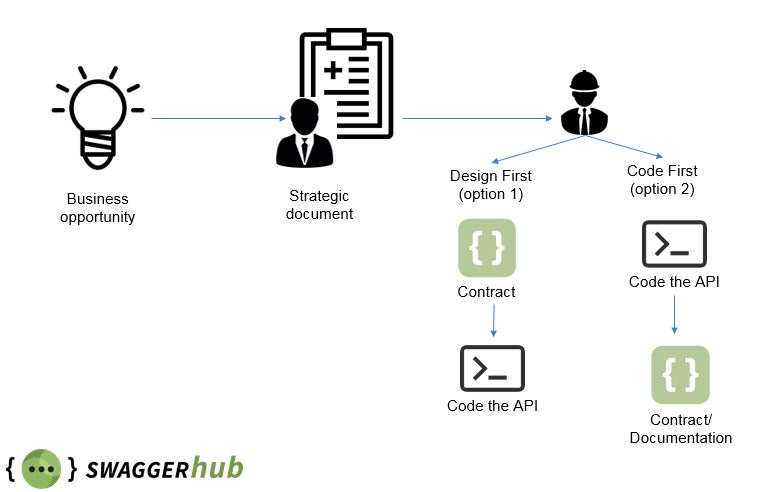 Business
opportunity
Strategic
document
Design First
(option 1)
Code First
(option 2)
{ }
Contract
>_
Code the API
>_
Code the API
{ }
Contract/
Documentation
{...} SWAGGERhub